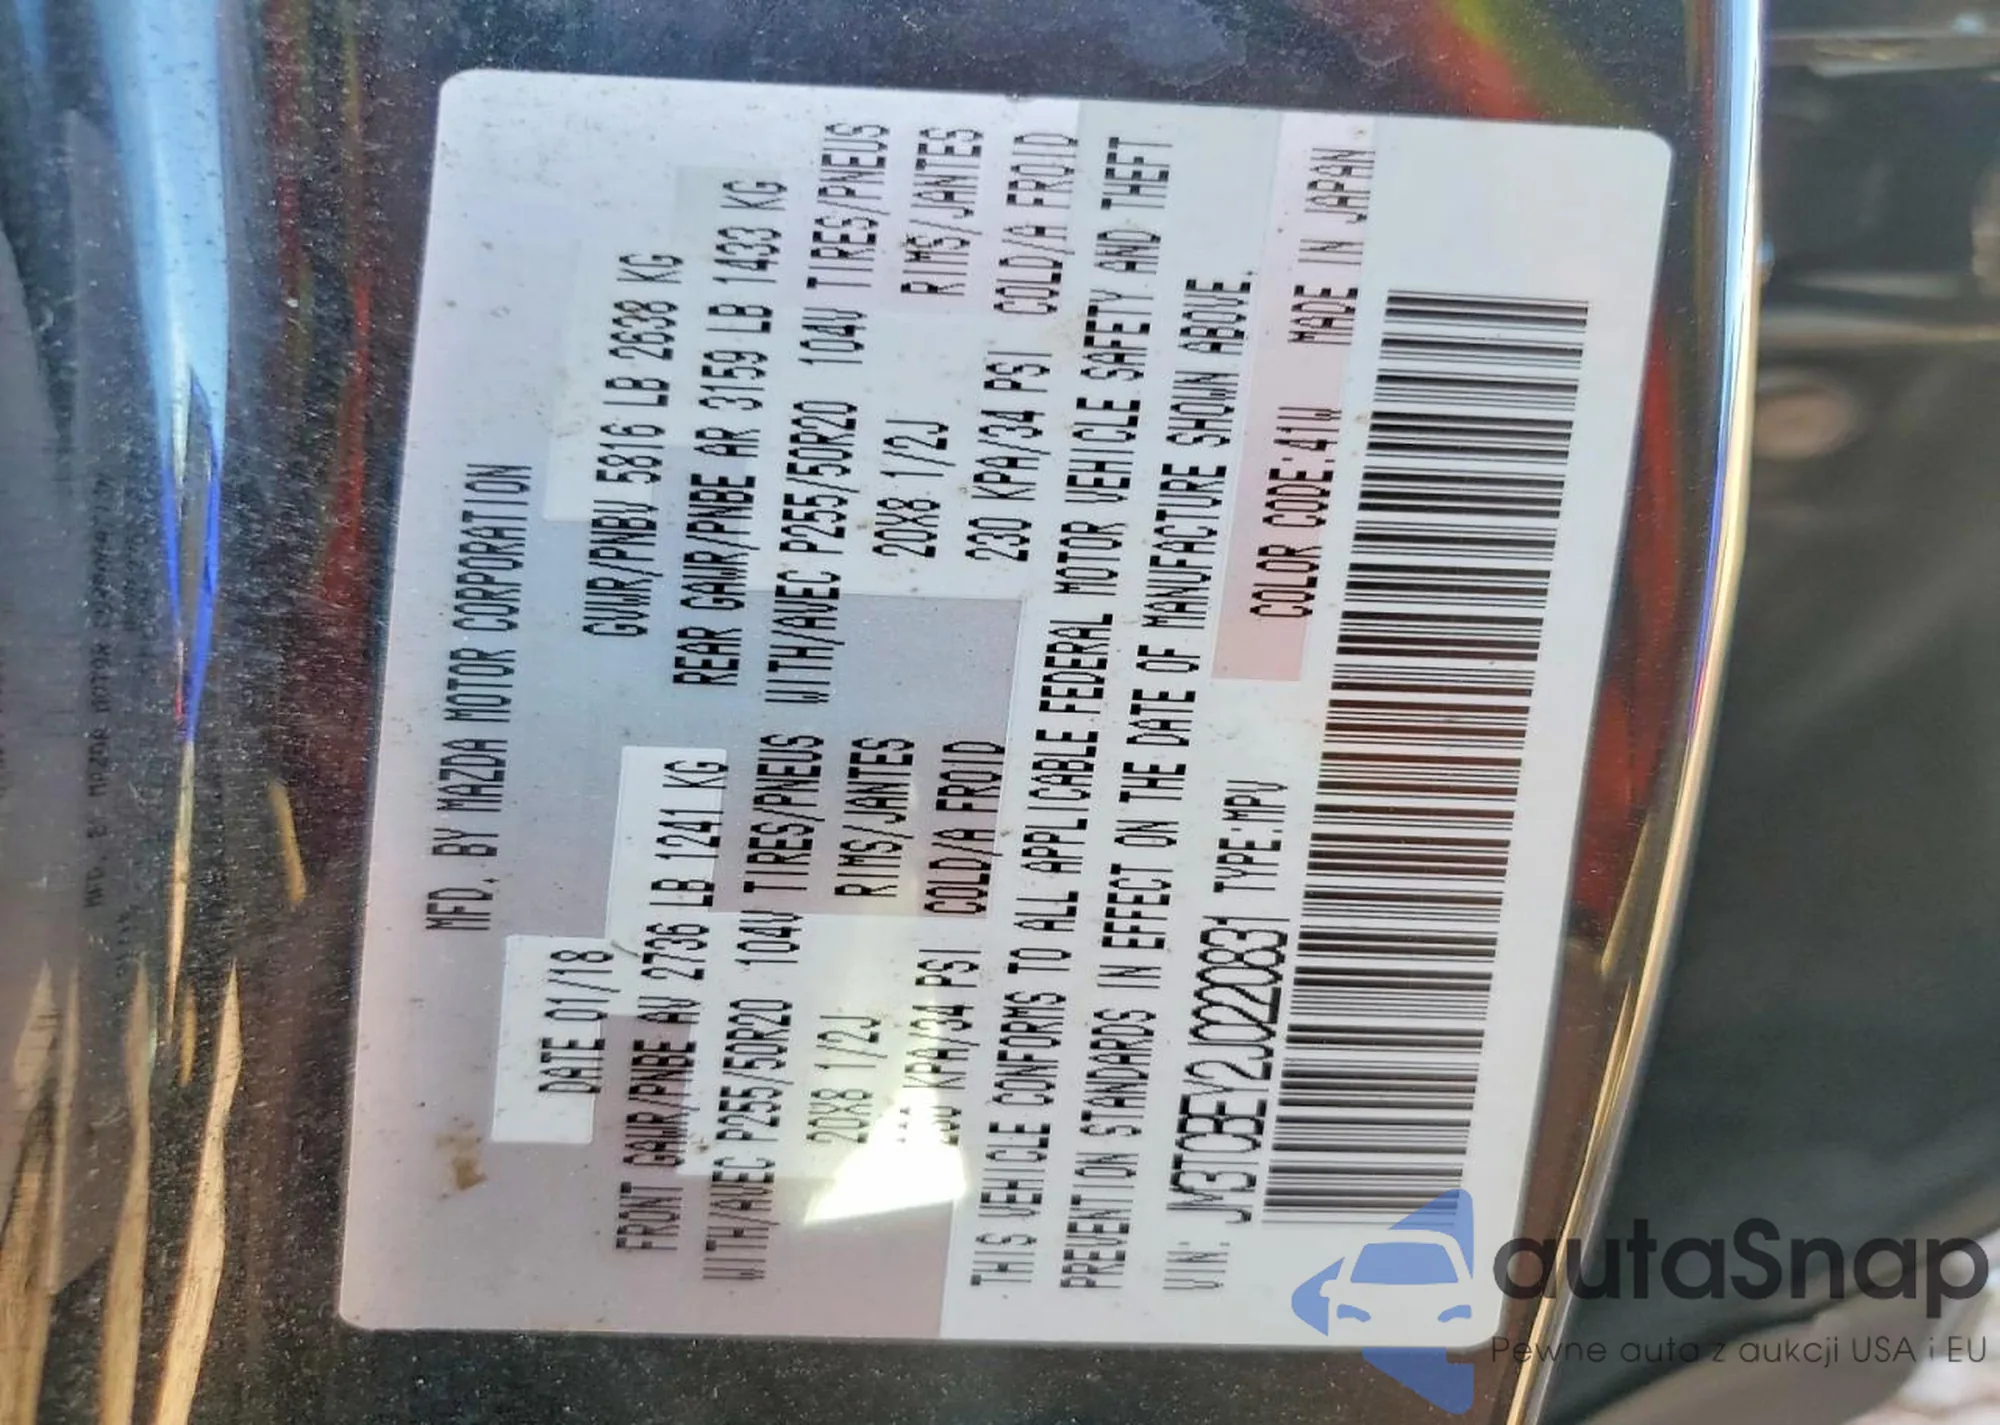 MFD. BY MAZDA MOTOR CORPORATION
DATE 01/18 GVWR/PNBV 5816 LB 2638 KG
FRONT GAWR/PNBE AV 2736 LB 1241 KG REAR GAWR/PNBE AR 3159 LB 1433 KG
WITH/AVEC P255/50R20 104V TIRES/PNEUS WITH/AVEC P255/50R20 104V TIRES/PNEUS
20X8 1/2J RIMS/JANTES 20X8 1/2J RIMS/JANTES
KPA/34 PSI COLD/A FROID 230 KPA/34 PSI COLD/A FROID
THIS VEHICLE CONFORMS TO ALL APPLICABLE FEDERAL MOTOR VEHICLE SAFETY AND THEFT
PREVENTION STANDARDS IN EFFECT ON THE DATE OF MANUFACTURE SHOWN ABOVE.
VIN: JM3TCBEY2J0220831 TYPE:MPV COLOR CODE:41W MADE IN JAPAN
autaSnap
Pewne auta z aukcji USA i EU